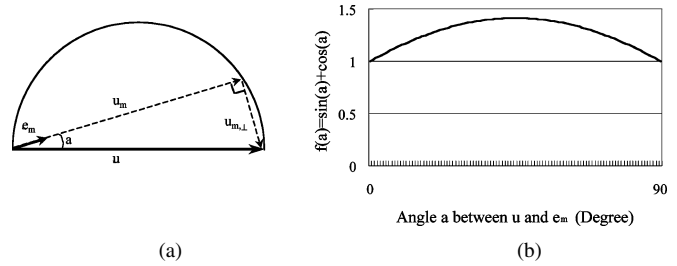 e_m
a
u_m
u_m,⊥
u
(a)
f(a)=sin(a)+cos(a)
1.5
1
0.5
0
0
90
Angle a between u and e_m (Degree)
(b)